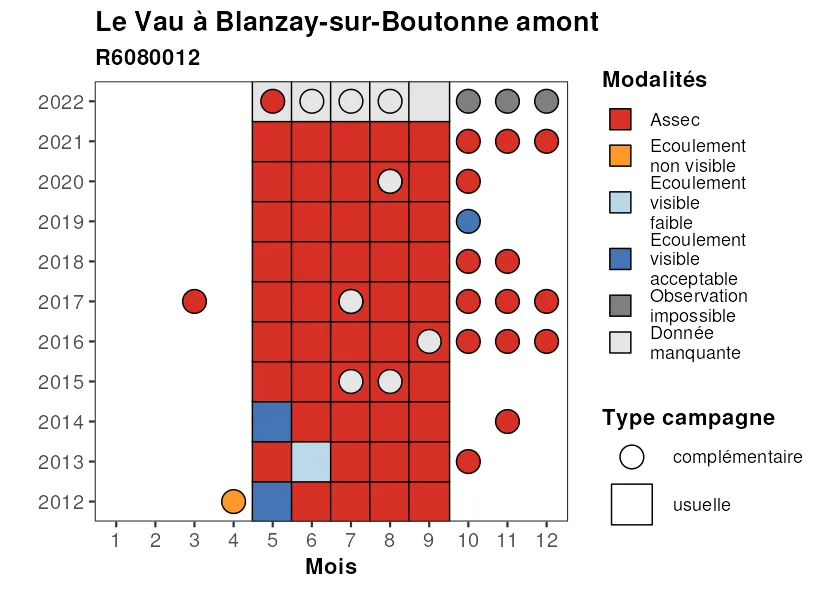 Le Vau à Blanzay-sur-Boutonne amont
R6080012
2022
2021
2020
2019
2018
2017
2016
2015
2014
2013
2012
1 2 3 4 5 6 7 8 9 10 11 12
Mois
Modalités
Assec
Ecoulement
non visible
Ecoulement
visible
faible
Ecoulement
visible
acceptable
Observation
impossible
Donnée
manquante
Type campagne
complémentaire
usuelle